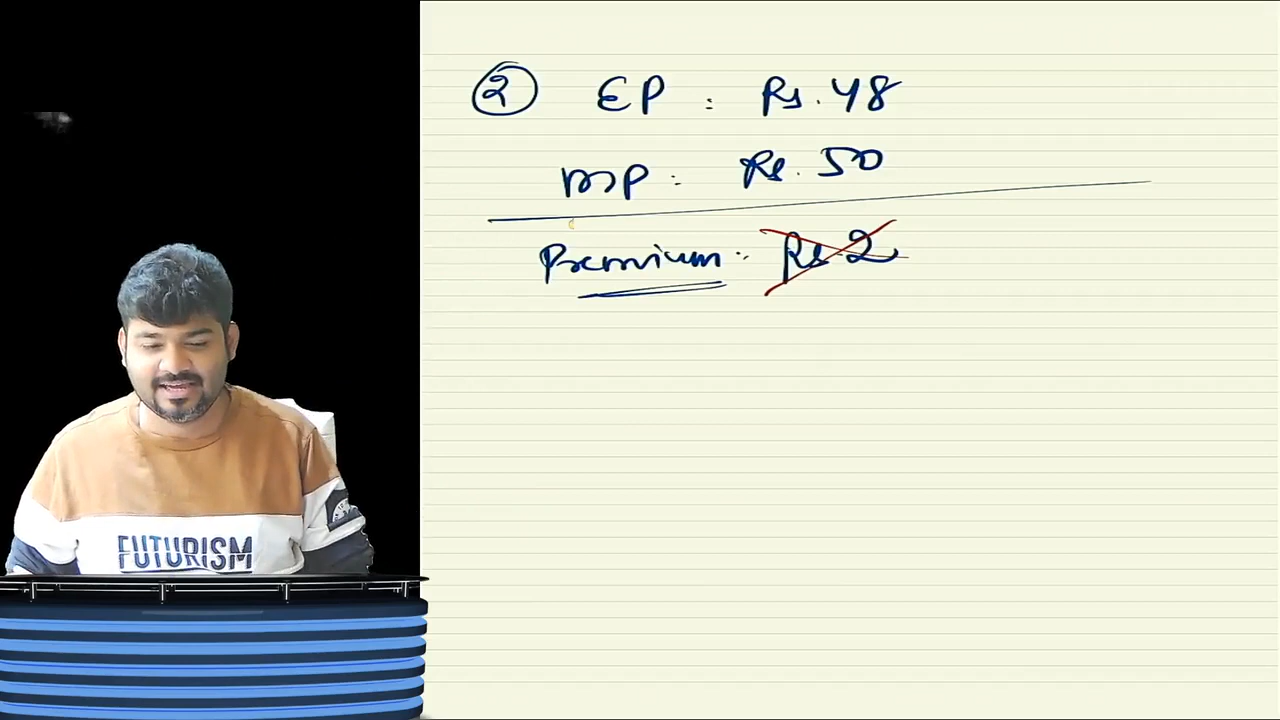 ② EP : Rs. 48
MP : Rs. 50
Premium : Rs 2
FUTURISM